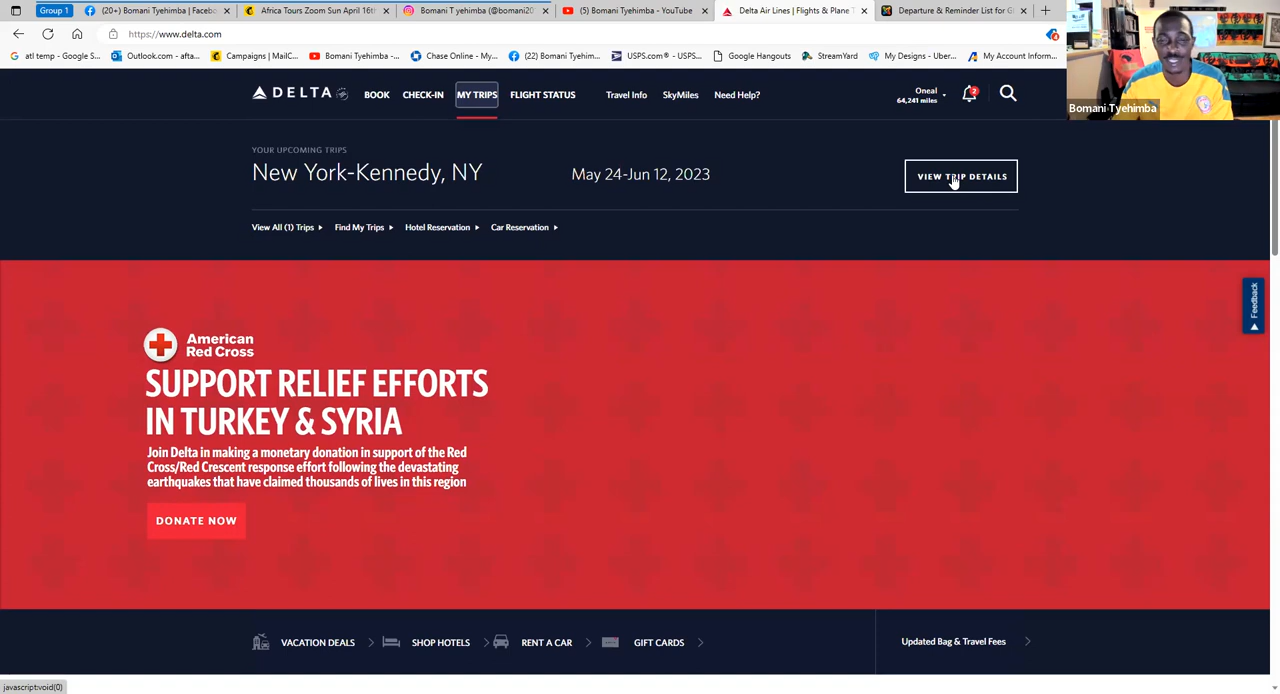 Group 1
(20+) Bomani Tyehimba | Facebo
Africa Tours Zoom Sun April 16th
Bomani T yehimba (@bomani20
(5) Bomani Tyehimba - YouTube
Delta Air Lines | Flights & Plane T
Departure & Reminder List for G
https://www.delta.com
atl temp - Google S...
Outlook.com - afta...
Campaigns | MailC...
Bomani Tyehimba -...
Chase Online - My...
(22) Bomani Tyehim...
USPS.com® - USPS...
Google Hangouts
StreamYard
My Designs - Uber...
My Account Inform...
Bomani Tyehimba
DELTA
BOOK
CHECK-IN
MY TRIPS
FLIGHT STATUS
Travel Info
SkyMiles
Need Help?
Oneal
64,241 miles
2
YOUR UPCOMING TRIPS
New York-Kennedy, NY
May 24-Jun 12, 2023
VIEW TRIP DETAILS
View All (1) Trips
Find My Trips
Hotel Reservation
Car Reservation
Feedback
American
Red Cross
SUPPORT RELIEF EFFORTS
IN TURKEY & SYRIA
Join Delta in making a monetary donation in support of the Red
Cross/Red Crescent response effort following the devastating
earthquakes that have claimed thousands of lives in this region
DONATE NOW
VACATION DEALS
SHOP HOTELS
RENT A CAR
GIFT CARDS
Updated Bag & Travel Fees
javascript:void(0)